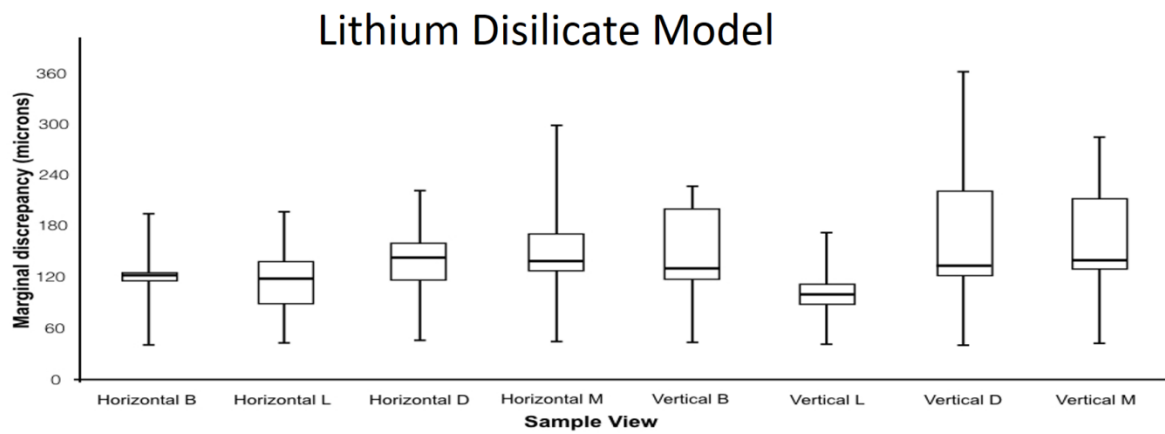 Lithium Disilicate Model
Marginal discrepancy (microns)
360
300
240
180
120
60
0
Horizontal B Horizontal L Horizontal D Horizontal M Vertical B Vertical L Vertical D Vertical M
Sample View